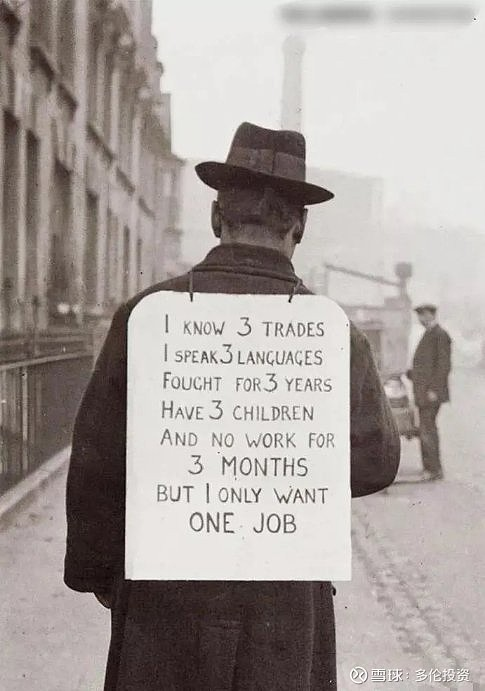 I KNOW 3 TRADES
I SPEAK 3 LANGUAGES
FOUGHT FOR 3 YEARS
HAVE 3 CHILDREN
AND NO WORK FOR
3 MONTHS
BUT I ONLY WANT
ONE JOB
雪球：多伦投资